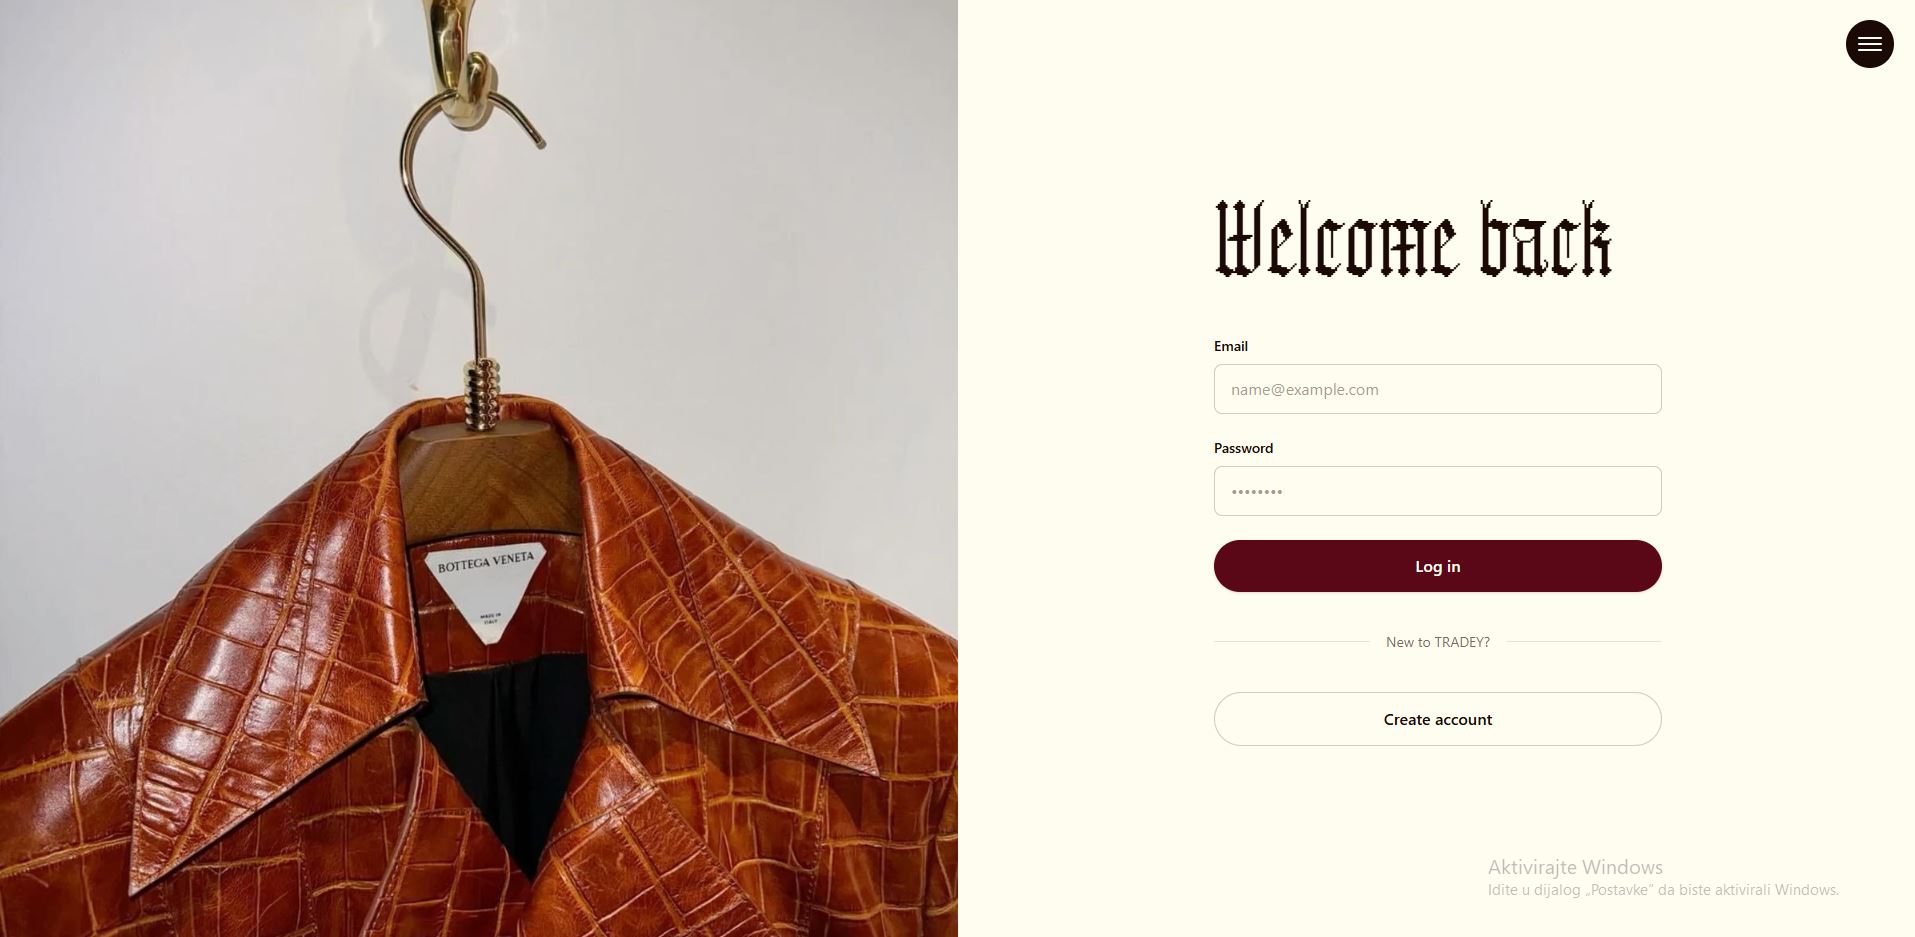 BOTTEGA VENETA
MADE IN
ITALY
Welcome back
Email
name@example.com
Password
••••••••
Log in
New to TRADEY?
Create account
Aktivirajte Windows
Idite u dijalog „Postavke“ da biste aktivirali Windows.